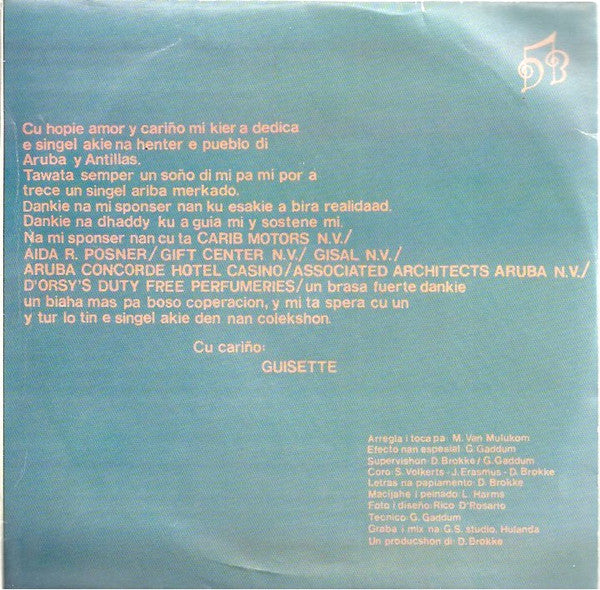 DB
Cu hopie amor y cariño mi kier a dedica
e singel akie na henter e pueblo di
Aruba y Antillas.
Tawata semper un soño di mi pa mi por a
trece un singel ariba merkado.
Dankie na mi sponser nan ku esakie a bira realidaad.
Dankie na dhaddy ku a guia mi y sostene mi.
Na mi sponser nan cu ta CARIB MOTORS N.V./
AIDA R. POSNER/GIFT CENTER N.V./ GISAL N.V./
ARUBA CONCORDE HOTEL CASINO/ASSOCIATED ARCHITECTS ARUBA N.V./
D'ORSY'S DUTY FREE PERFUMERIES/un brasa fuerte dankie
un biaha mas pa boso coperacion, y mi ta spera cu un
y tur lo tin e singel akie den nan colekshon.
Cu cariño:
GUISETTE
Arregla i toca pa M. Van Mulukom
Efecto nan espesial G. Gaddum
Supervishon D. Brokke/ G. Gaddum
Coro: S. Volkerts - J. Erasmus - D. Brokke
Letras na papiamento: D. Brokke
Macijahe i peinado: L. Harms
Foto i diseño: Rico D'Rosario
Tecnico: G. Gaddum
Graba i mix na G.S. studio, Hulanda
Un producshon di: D. Brokke